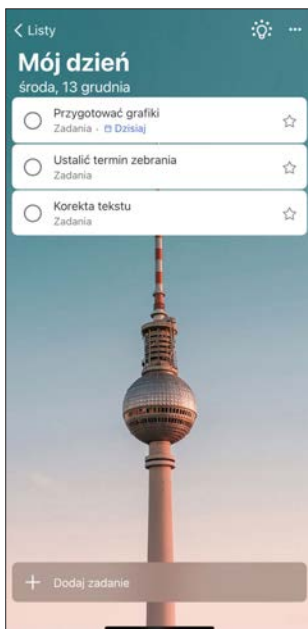 Listy
Mój dzień
środa, 13 grudnia
Przygotować grafiki
Zadania • Dzisiaj
Ustalić termin zebrania
Zadania
Korekta tekstu
Zadania
Dodaj zadanie